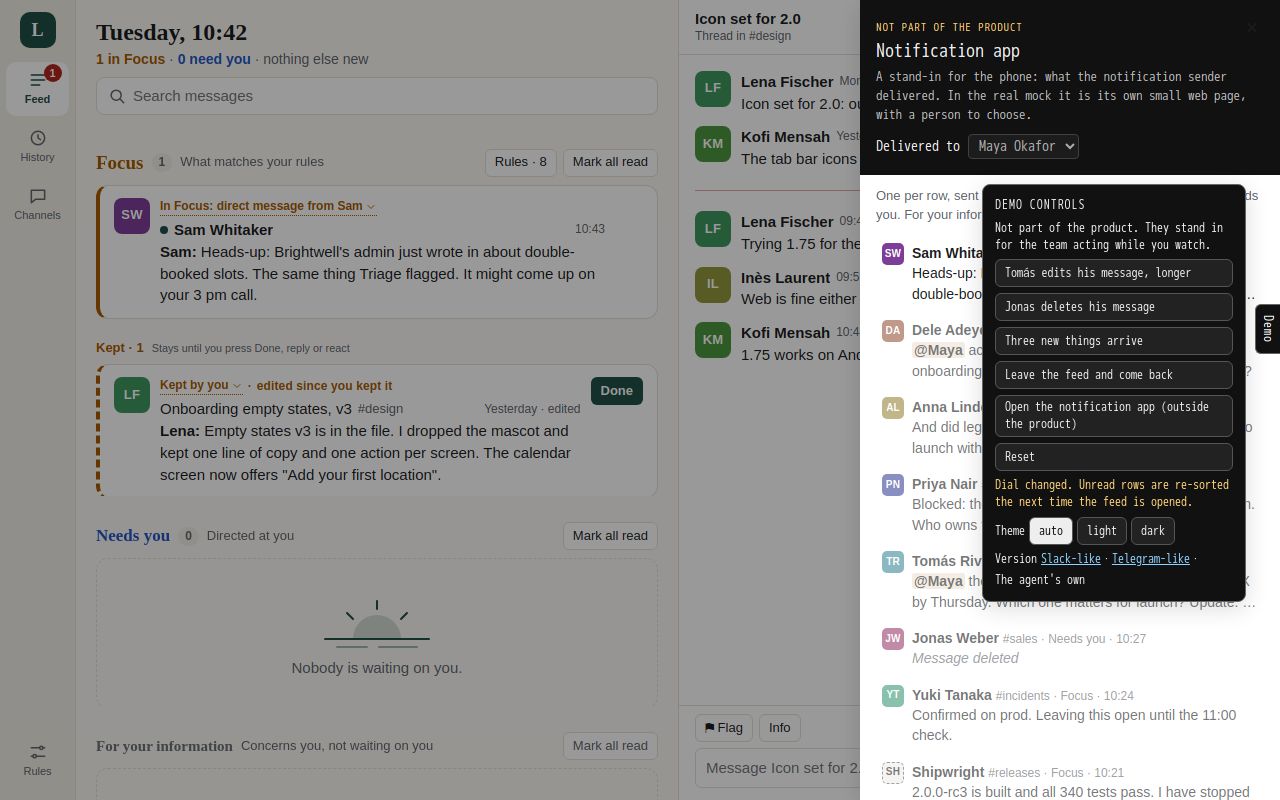 L
1
Feed
History
Channels
Rules
Tuesday, 10:42
1 in Focus · 0 need you · nothing else new
Search messages
Focus 1 What matches your rules
Rules · 8
Mark all read
SW
In Focus: direct message from Sam
Sam Whitaker 10:43
Sam: Heads-up: Brightwell's admin just wrote in about double-
booked slots. The same thing Triage flagged. It might come up on
your 3 pm call.
Kept · 1 Stays until you press Done, reply or react
LF
Kept by you · edited since you kept it
Done
Onboarding empty states, v3 #design Yesterday · edited
Lena: Empty states v3 is in the file. I dropped the mascot and
kept one line of copy and one action per screen. The calendar
screen now offers "Add your first location".
Needs you 0 Directed at you
Mark all read
Nobody is waiting on you.
For your information Concerns you, not waiting on you
Mark all read
Icon set for 2.0
Thread in #design
LF
Lena Fischer Mon
Icon set for 2.0:
KM
Kofi Mensah
The tab bar icons
LF
Lena Fischer 09:4
Trying 1.75 for the
IL
Inès Laurent 09:5
Web is fine either
KM
Kofi Mensah 10:4
1.75 works on
Flag
Info
Message Icon set for 2.
NOT PART OF THE PRODUCT
×
Notification app
A stand-in for the phone: what the notification sender
delivered. In the real mock it is its own small web page,
with a person to choose.
Delivered to Maya Okafor
One per row, sent
you. For your
SW
Sam
Heads-up:
DA
Dele
@Maya
onboarding
AL
Anna
And did
launch
PN
Priya Nair
Blocked:
Who owns
TR
Tomás
@Maya
by Thursday. Which one matters for launch? Update: …
JW
Jonas Weber #sales · Needs you · 10:27
Message deleted
YT
Yuki Tanaka #incidents · Focus · 10:24
Confirmed on prod. Leaving this open until the 11:00
check.
SH
Shipwright #releases · Focus · 10:21
2.0.0-rc3 is built and all 340 tests pass. I have stopped
DEMO CONTROLS
Not part of the product. They stand in
for the team acting while you watch.
Tomás edits his message, longer
Jonas deletes his message
Three new things arrive
Leave the feed and come back
Open the notification app (outside
the product)
Reset
Dial changed. Unread rows are re-sorted
the next time the feed is opened.
Theme auto light dark
Version Slack-like · Telegram-like ·
The agent's own
Demo